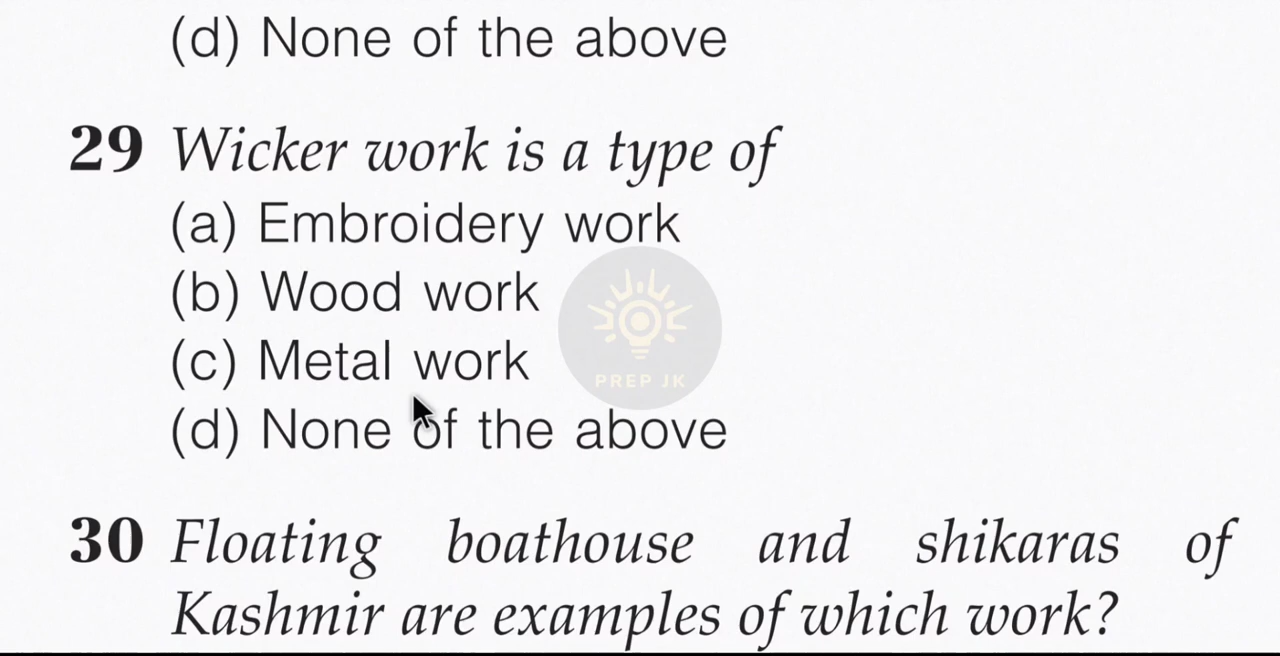 (d) None of the above
29 Wicker work is a type of
(a) Embroidery work
(b) Wood work
(c) Metal work
(d) None of the above
PREP JK
30 Floating boathouse and shikaras of
Kashmir are examples of which work?